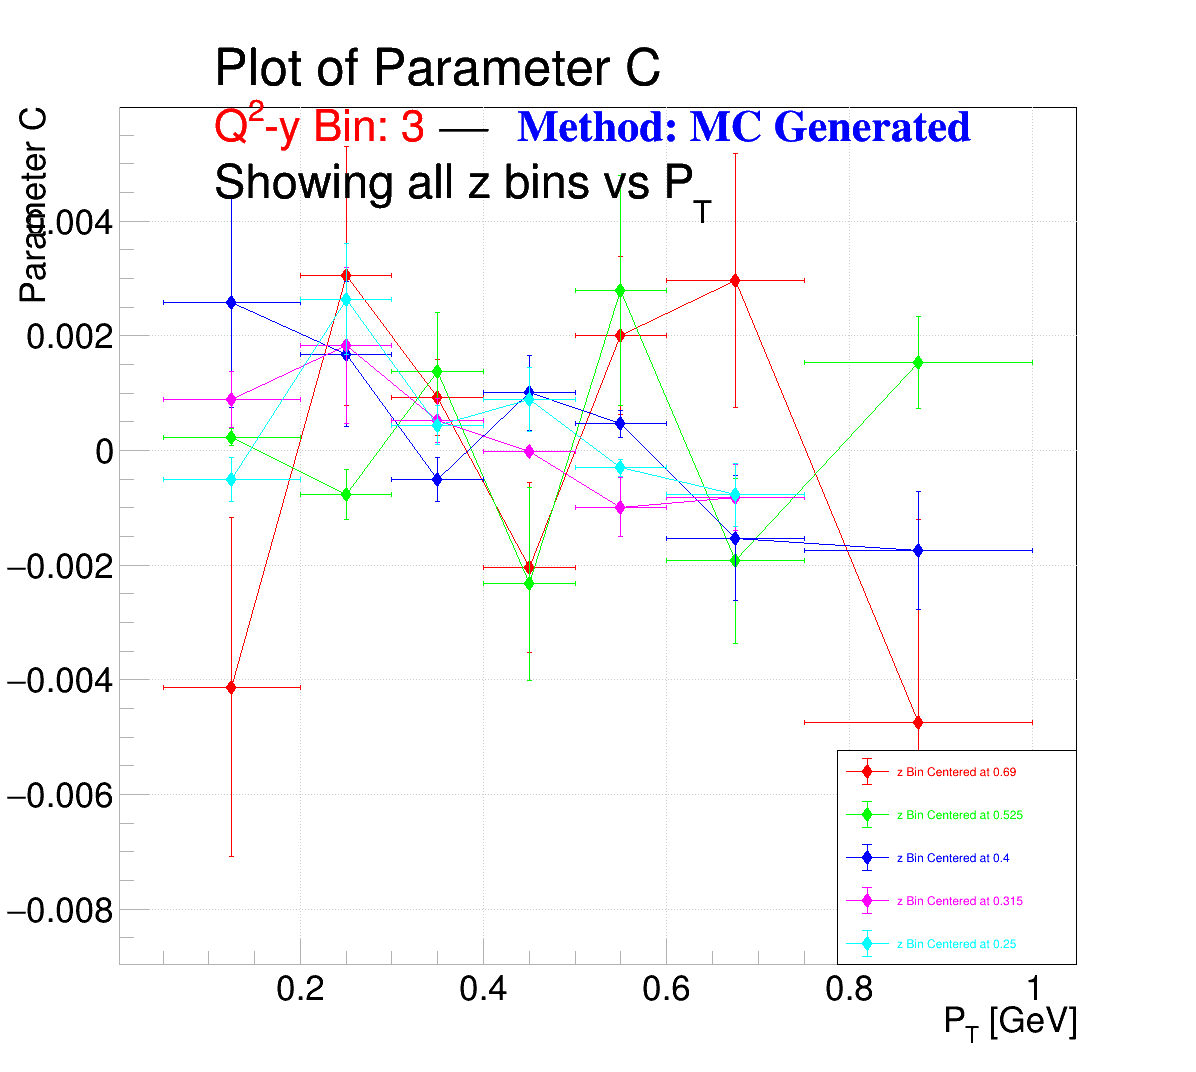 Plot of Parameter C
Q²-y Bin: 3 — Method: MC Generated
Showing all z bins vs P_T
Parameter C
0.004
0.002
0
−0.002
−0.004
−0.006
−0.008
z Bin Centered at 0.69
z Bin Centered at 0.525
z Bin Centered at 0.4
z Bin Centered at 0.315
z Bin Centered at 0.25
0.2 0.4 0.6 0.8 1
P_T [GeV]